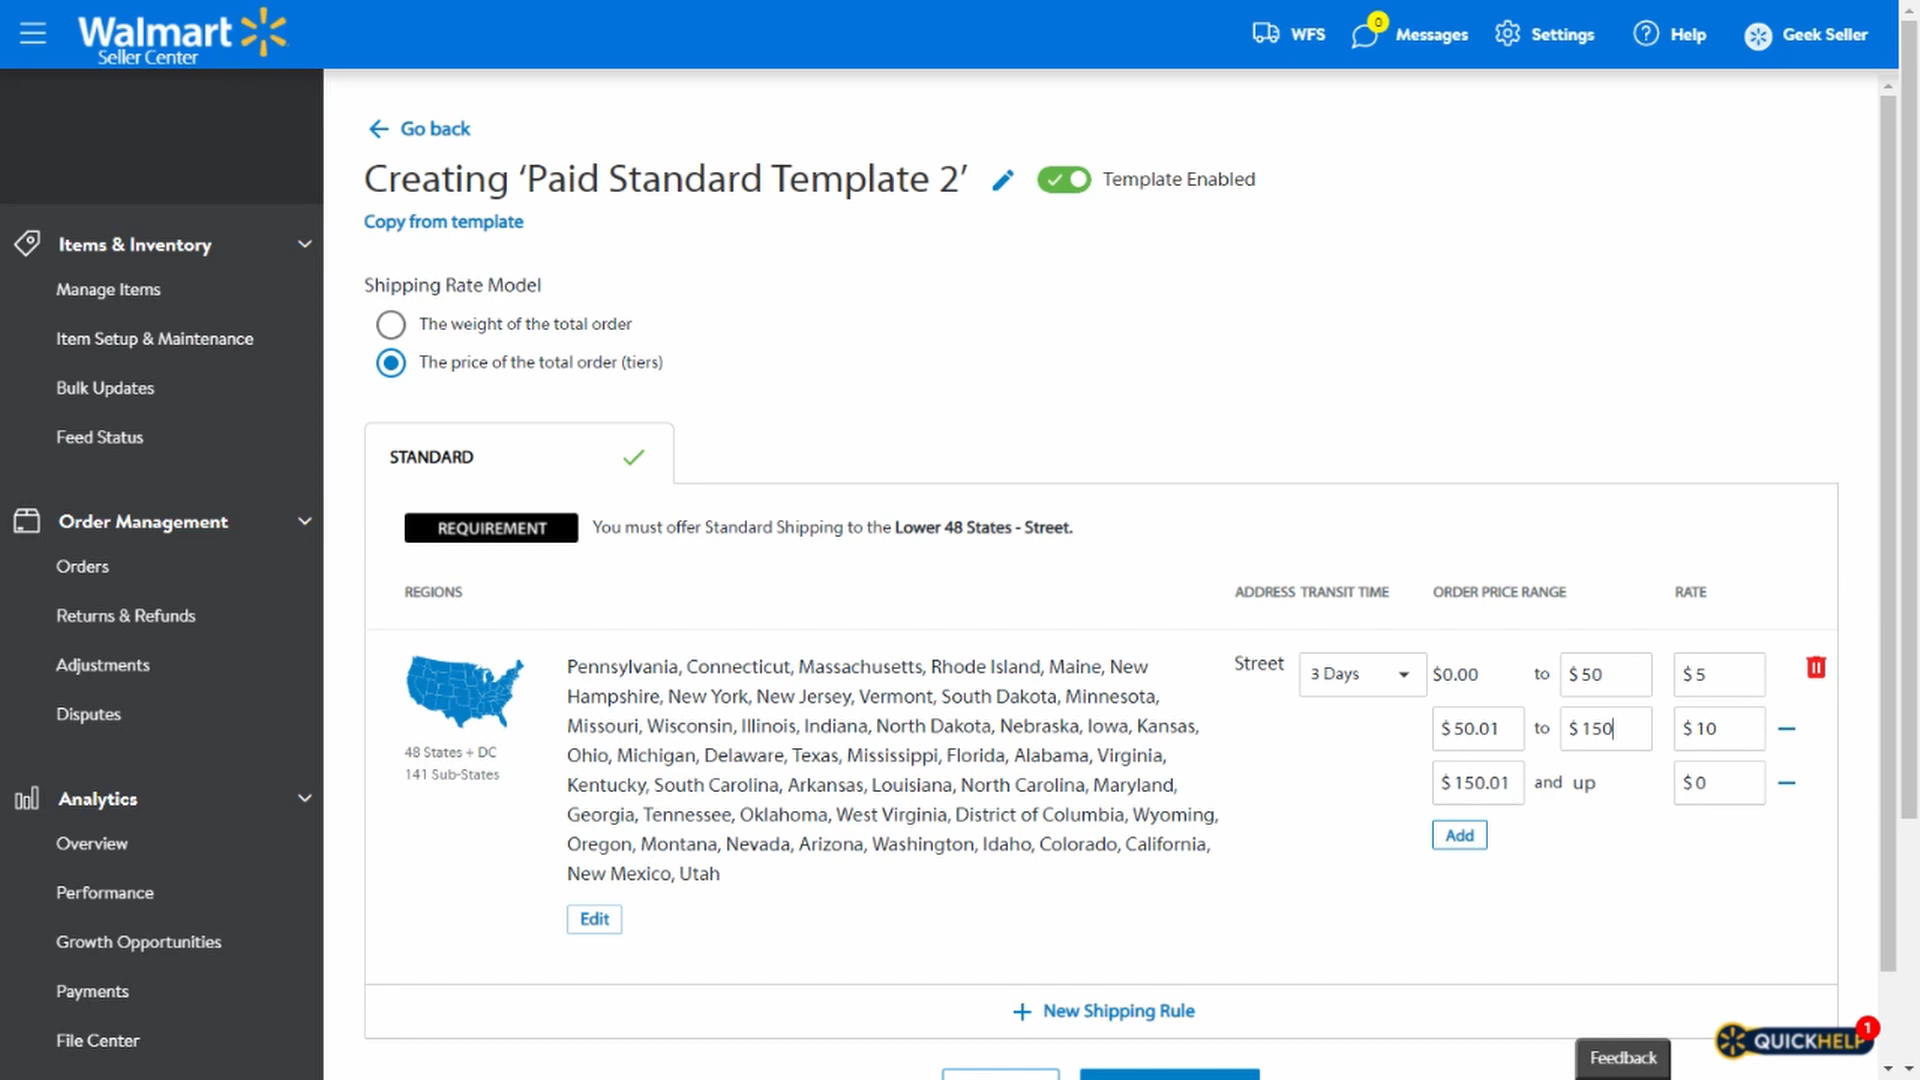 Walmart
Seller Center
WFS
0
Messages
Settings
Help
Geek Seller
Items & Inventory
Manage Items
Item Setup & Maintenance
Bulk Updates
Feed Status
Order Management
Orders
Returns & Refunds
Adjustments
Disputes
Analytics
Overview
Performance
Growth Opportunities
Payments
File Center
Go back
Creating ‘Paid Standard Template 2’
Template Enabled
Copy from template
Shipping Rate Model
The weight of the total order
The price of the total order (tiers)
STANDARD
REQUIREMENT You must offer Standard Shipping to the Lower 48 States - Street.
REGIONS ADDRESS TRANSIT TIME ORDER PRICE RANGE RATE
48 States + DC
141 Sub-States
Pennsylvania, Connecticut, Massachusetts, Rhode Island, Maine, New
Hampshire, New York, New Jersey, Vermont, South Dakota, Minnesota,
Missouri, Wisconsin, Illinois, Indiana, North Dakota, Nebraska, Iowa, Kansas,
Ohio, Michigan, Delaware, Texas, Mississippi, Florida, Alabama, Virginia,
Kentucky, South Carolina, Arkansas, Louisiana, North Carolina, Maryland,
Georgia, Tennessee, Oklahoma, West Virginia, District of Columbia, Wyoming,
Oregon, Montana, Nevada, Arizona, Washington, Idaho, Colorado, California,
New Mexico, Utah
Edit
Street 3 Days $0.00 to $ 50 $ 5
$ 50.01 to $ 150 $ 10
$ 150.01 and up $ 0
Add
New Shipping Rule
QUICKHELP
1
Feedback